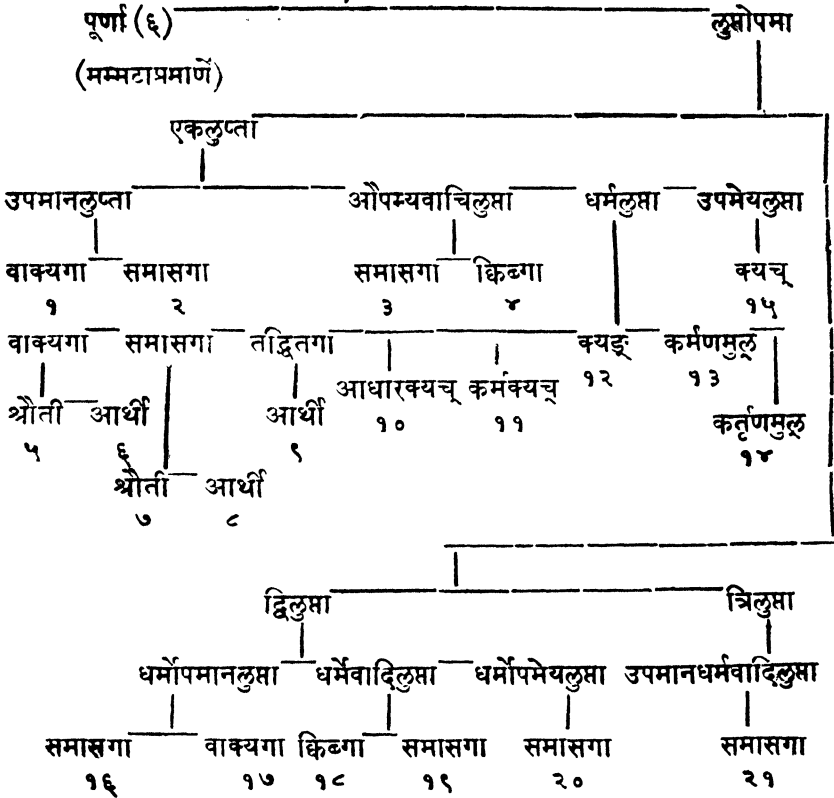 पूर्णा (६) लुप्तोपमा
(मम्मटाप्रमाणें)
एकलुप्ता
उपमानलुप्ता औपम्यवाचिलुप्ता धर्मलुप्ता उपमेयलुप्ता
वाक्यगा समासगा समासगा क्विब्गा क्यच्
१ २ ३ ४ १५
वाक्यगा समासगा तद्धितगा क्यङ् कर्मणमुल्
१२ १३
आधारक्यच् कर्मक्यच्
१० ११
श्रौती आर्थी आर्थी कर्तृणमुल्
५ ६ ९ १४
श्रौती आर्थी
७ ८
द्विलुप्ता त्रिलुप्ता
धर्मोपमानलुप्ता धर्मेवादिलुप्ता धर्मोपमेयलुप्ता उपमानधर्मवादिलुप्ता
समासगा वाक्यगा क्विब्गा समासगा समासगा समासगा
१६ १७ १८ १९ २० २१